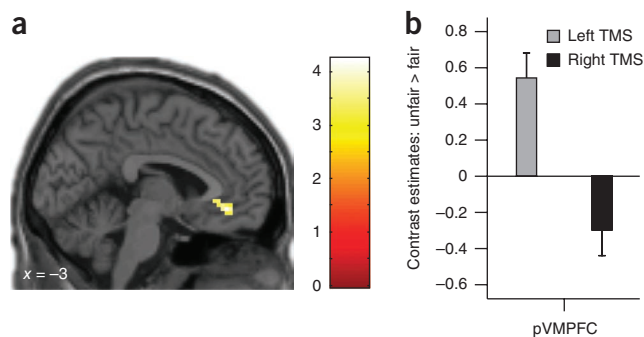 a
4
3
2
1
0
x = –3
b
Left TMS
Right TMS
Contrast estimates: unfair > fair
0.8
0.6
0.4
0.2
0
–0.2
–0.4
–0.6
pVMPFC